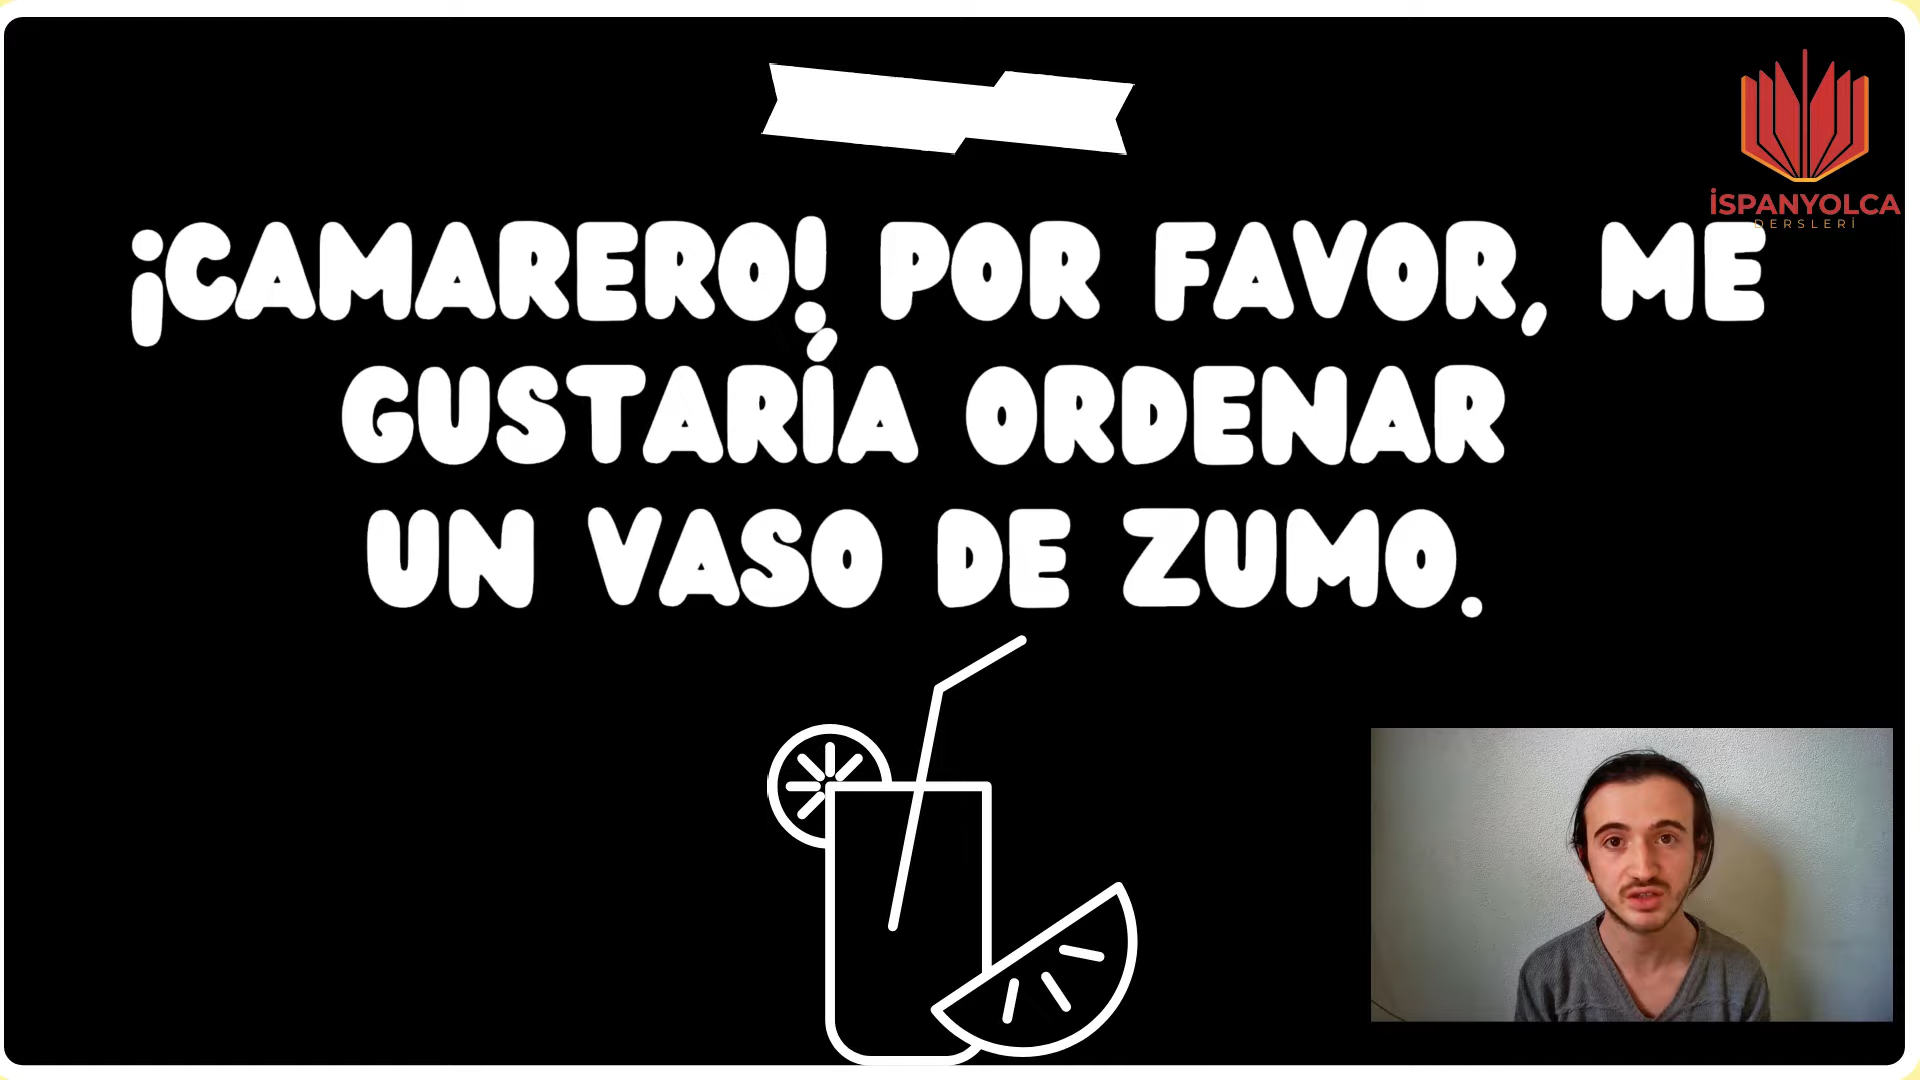 İSPANYOLCA
DERSLERİ
¡CAMARERO! POR FAVOR, ME
GUSTARÍA ORDENAR
UN VASO DE ZUMO.